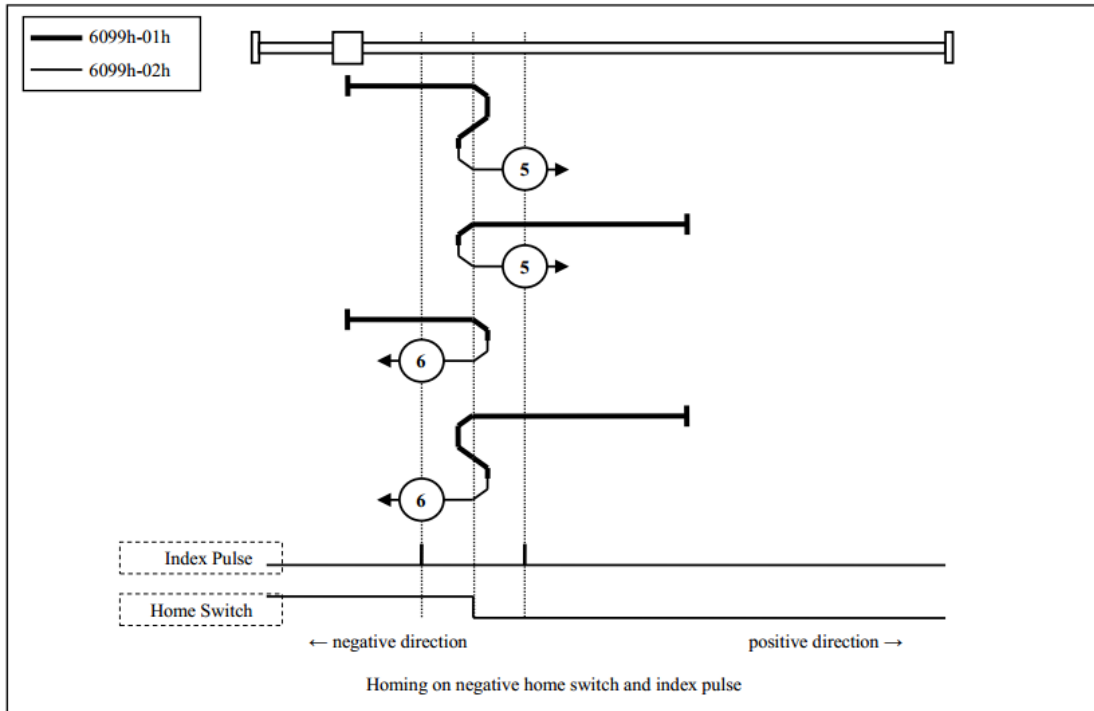 6099h-01h
6099h-02h
5
5
6
6
Index Pulse
Home Switch
← negative direction positive direction →
Homing on negative home switch and index pulse